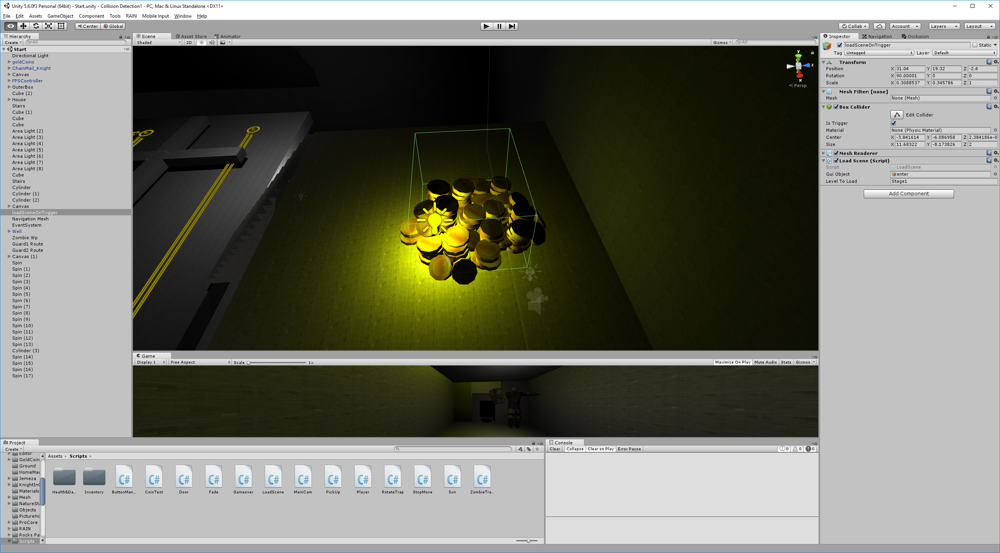 Unity 5.6.0f3 Personal (64bit) - Start.unity - Collision Detection1 - PC, Mac & Linux Standalone <DX11>
File Edit Assets GameObject Component Tools RAIN Mobile Input Window Help
Center Global Collab Account Layers Layout
Hierarchy
Create All
Start
Directional Light
goldCoins
ChainMail_Knight
Canvas
FPSController
OuterBox
Cube (2)
House
Stairs
Cube (1)
Cube
Cube
Area Light (2)
Area Light (3)
Area Light (4)
Area Light (5)
Area Light (6)
Area Light (7)
Area Light (8)
Cube
Stairs
Cylinder
Cylinder (1)
Cylinder (2)
Canvas
loadSceneOnTrigger
Navigation Mesh
EventSystem
Well
Zombie Wp
Guard1 Route
Guard2 Route
Canvas (1)
Spin
Spin (1)
Spin (2)
Spin (3)
Spin (4)
Spin (5)
Spin (6)
Spin (7)
Spin (8)
Spin (9)
Spin (10)
Spin (11)
Spin (12)
Spin (13)
Cylinder (3)
Spin (14)
Spin (15)
Spin (16)
Spin (17)
Scene Asset Store Animator
Shaded 2D Gizmos All
y
z
x
Persp
Game
Display 1 Free Aspect Scale 1x Maximize On Play Mute Audio Stats Gizmos
Inspector Navigation Occlusion
loadSceneOnTrigger Static
Tag Untagged Layer Default
Transform
Position X 31.04 Y 19.32 Z -2.4
Rotation X 90.00001 Y 0 Z 0
Scale X 0.3088537 Y 0.345786 Z 1
Mesh Filter: [none]
Mesh None (Mesh)
Box Collider
Edit Collider
Is Trigger
Material None (Physic Material)
Center X -3.841614 Y -6.086958 Z 2.384186e-0
Size X 11.68322 Y -8.173826 Z 2
Mesh Renderer
Load Scene (Script)
Script LoadScene
Gui Object enter
Level To Load Stage1
Add Component
Project
Create
Editor
GoldCoin
Ground
HomeMac
Jemeza
KnightIn
Materials
Mesh
NatureSt
Objects
PictureHo
ProCore
RAIN
Rocks Pa
Scripts
Assets Scripts
C# C# C# C# C# C# C# C# C# C# C# C# C#
Health&Da... Inventory ButtonMan... CoinTest Door Fade Gameover LoadScene MainCam PickUp Player RotateTrap StopMove Sun ZombieTra...
Console
Clear Collapse Clear on Play Error Pause 0 0 0